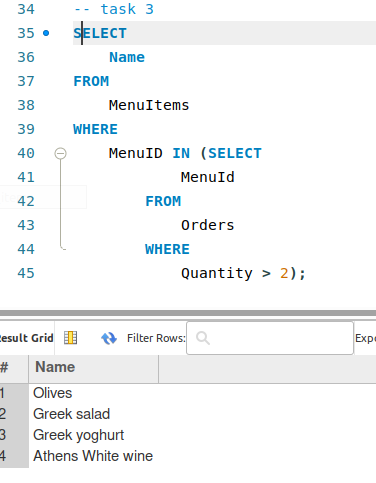 34 -- task 3
35 SELECT
36 Name
37 FROM
38 MenuItems
39 WHERE
40 MenuID IN (SELECT
41 MenuId
42 FROM
43 Orders
44 WHERE
45 Quantity > 2);
Result Grid Filter Rows: Expo
# Name
1 Olives
2 Greek salad
3 Greek yoghurt
4 Athens White wine